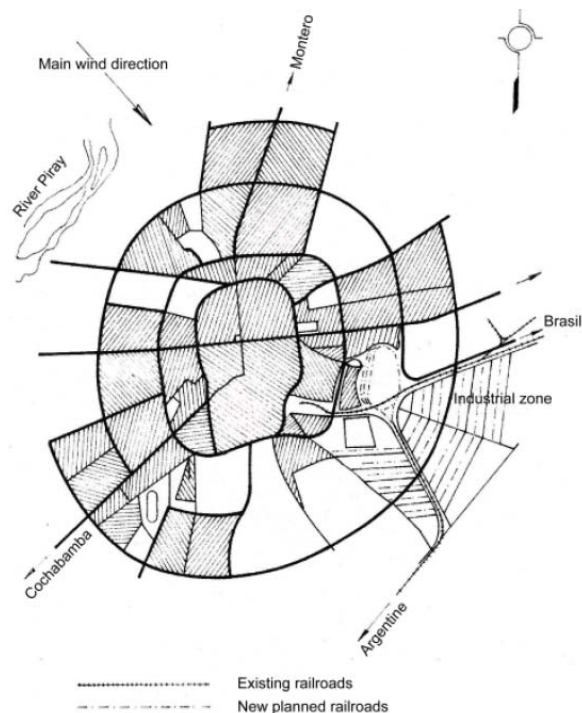 Montero
Main wind direction
River Piray
Brasil
Industrial zone
Cochabamba
Argentine
Existing railroads
New planned railroads